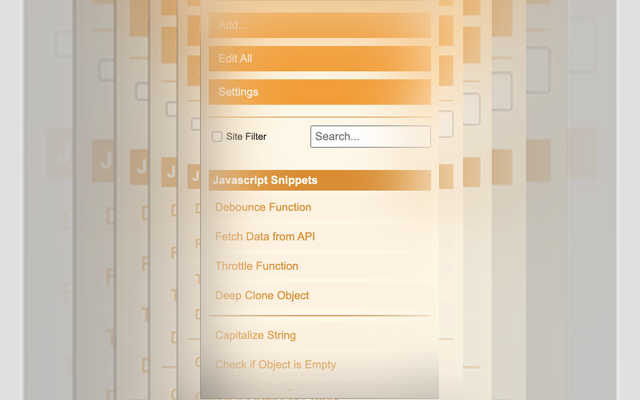 Add...
Edit All
Settings
Site Filter
Search...
Javascript Snippets
Debounce Function
Fetch Data from API
Throttle Function
Deep Clone Object
Capitalize String
Check if Object is Empty